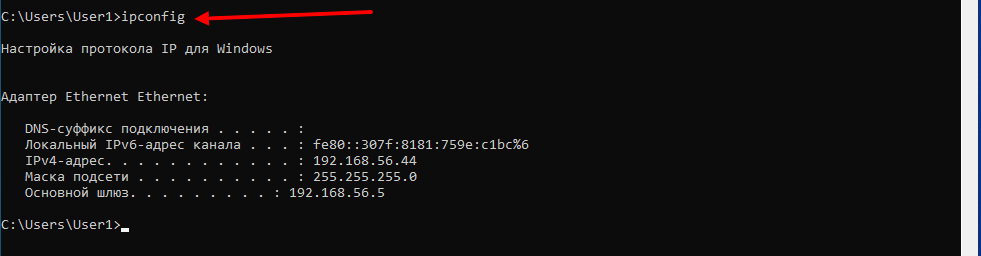 C:\Users\User1>ipconfig
Настройка протокола IP для Windows
Адаптер Ethernet Ethernet:
DNS-суффикс подключения . . . . . :
Локальный IPv6-адрес канала . . . : fe80::307f:8181:759e:c1bc%6
IPv4-адрес. . . . . . . . . . . . : 192.168.56.44
Маска подсети . . . . . . . . . . : 255.255.255.0
Основной шлюз. . . . . . . . . : 192.168.56.5
C:\Users\User1>